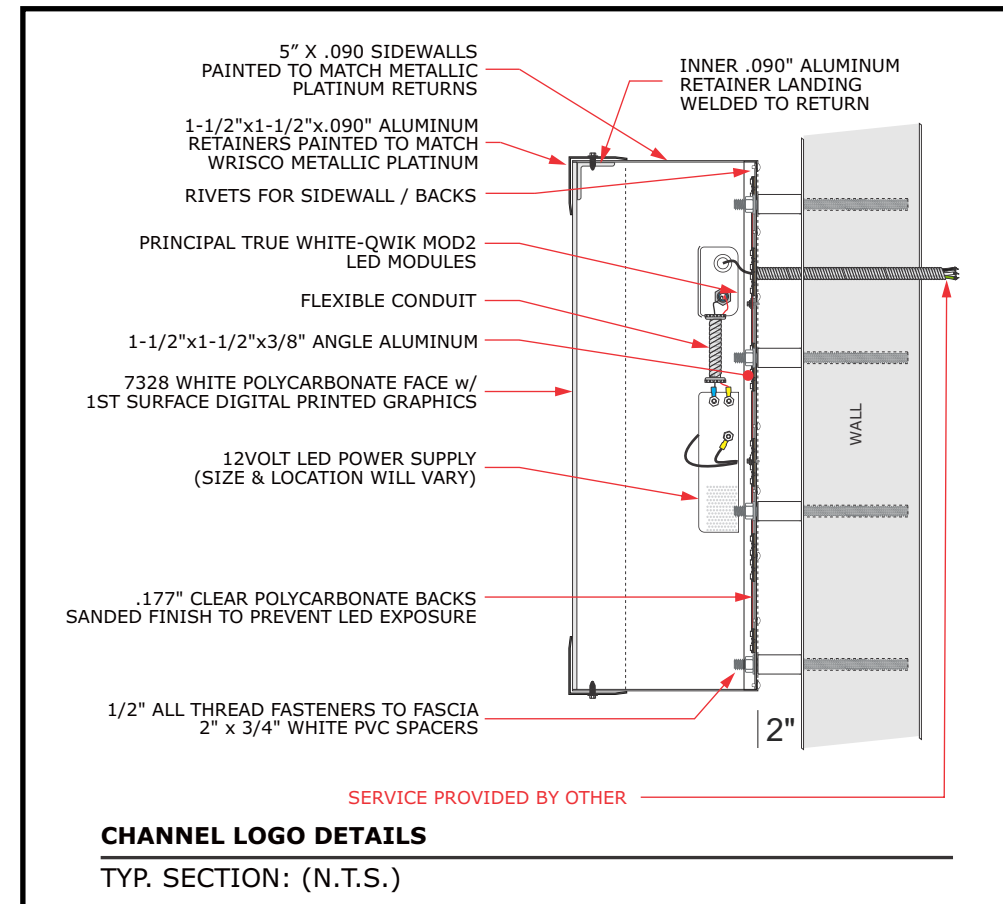 5” X .090 SIDEWALLS
PAINTED TO MATCH METALLIC
PLATINUM RETURNS
INNER .090" ALUMINUM
RETAINER LANDING
WELDED TO RETURN
1-1/2"x1-1/2"x.090" ALUMINUM
RETAINERS PAINTED TO MATCH
WRISCO METALLIC PLATINUM
RIVETS FOR SIDEWALL / BACKS
PRINCIPAL TRUE WHITE-QWIK MOD2
LED MODULES
FLEXIBLE CONDUIT
1-1/2"x1-1/2"x3/8" ANGLE ALUMINUM
7328 WHITE POLYCARBONATE FACE w/
1ST SURFACE DIGITAL PRINTED GRAPHICS
WALL
12VOLT LED POWER SUPPLY
(SIZE & LOCATION WILL VARY)
.177" CLEAR POLYCARBONATE BACKS
SANDED FINISH TO PREVENT LED EXPOSURE
1/2" ALL THREAD FASTENERS TO FASCIA
2" x 3/4" WHITE PVC SPACERS
2"
SERVICE PROVIDED BY OTHER
CHANNEL LOGO DETAILS
TYP. SECTION: (N.T.S.)